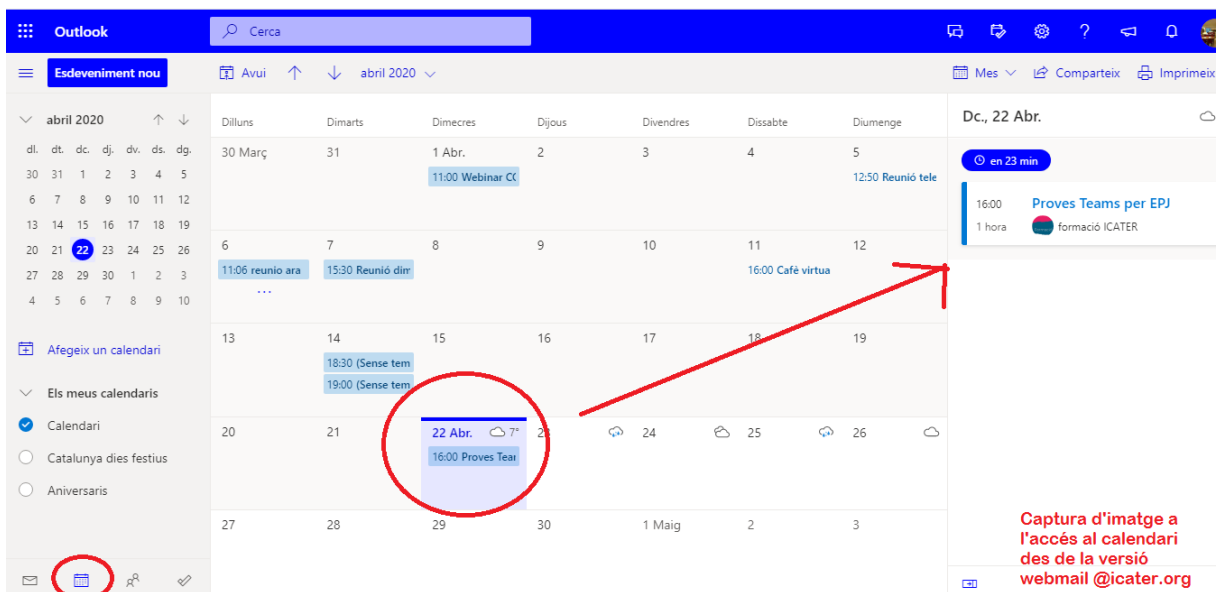 Outlook
Cerca
Esdeveniment nou
Avui
abril 2020
Mes
Comparteix
Imprimeix
abril 2020
dl. dt. dc. dj. dv. ds. dg.
30 31 1 2 3 4 5
6 7 8 9 10 11 12
13 14 15 16 17 18 19
20 21 22 23 24 25 26
27 28 29 30 1 2 3
4 5 6 7 8 9 10
Afegeix un calendari
Els meus calendaris
Calendari
Catalunya dies festius
Aniversaris
Dilluns Dimarts Dimecres Dijous Divendres Dissabte Diumenge
30 Març 31 1 Abr. 2 3 4 5
11:00 Webinar CC
12:50 Reunió tele
6 7 8 9 10 11 12
11:06 reunio ara
15:30 Reunió dim
16:00 Cafè virtua
...
13 14 15 16 17 18 19
18:30 (Sense tem
19:00 (Sense tem
20 21 22 Abr. 7° 23 24 25 26
16:00 Proves Tear
27 28 29 30 1 Maig 2 3
Dc., 22 Abr.
en 23 min
16:00 Proves Teams per EPJ
1 hora formació ICATER
Captura d'imatge a
l'accés al calendari
des de la versió
webmail @icater.org